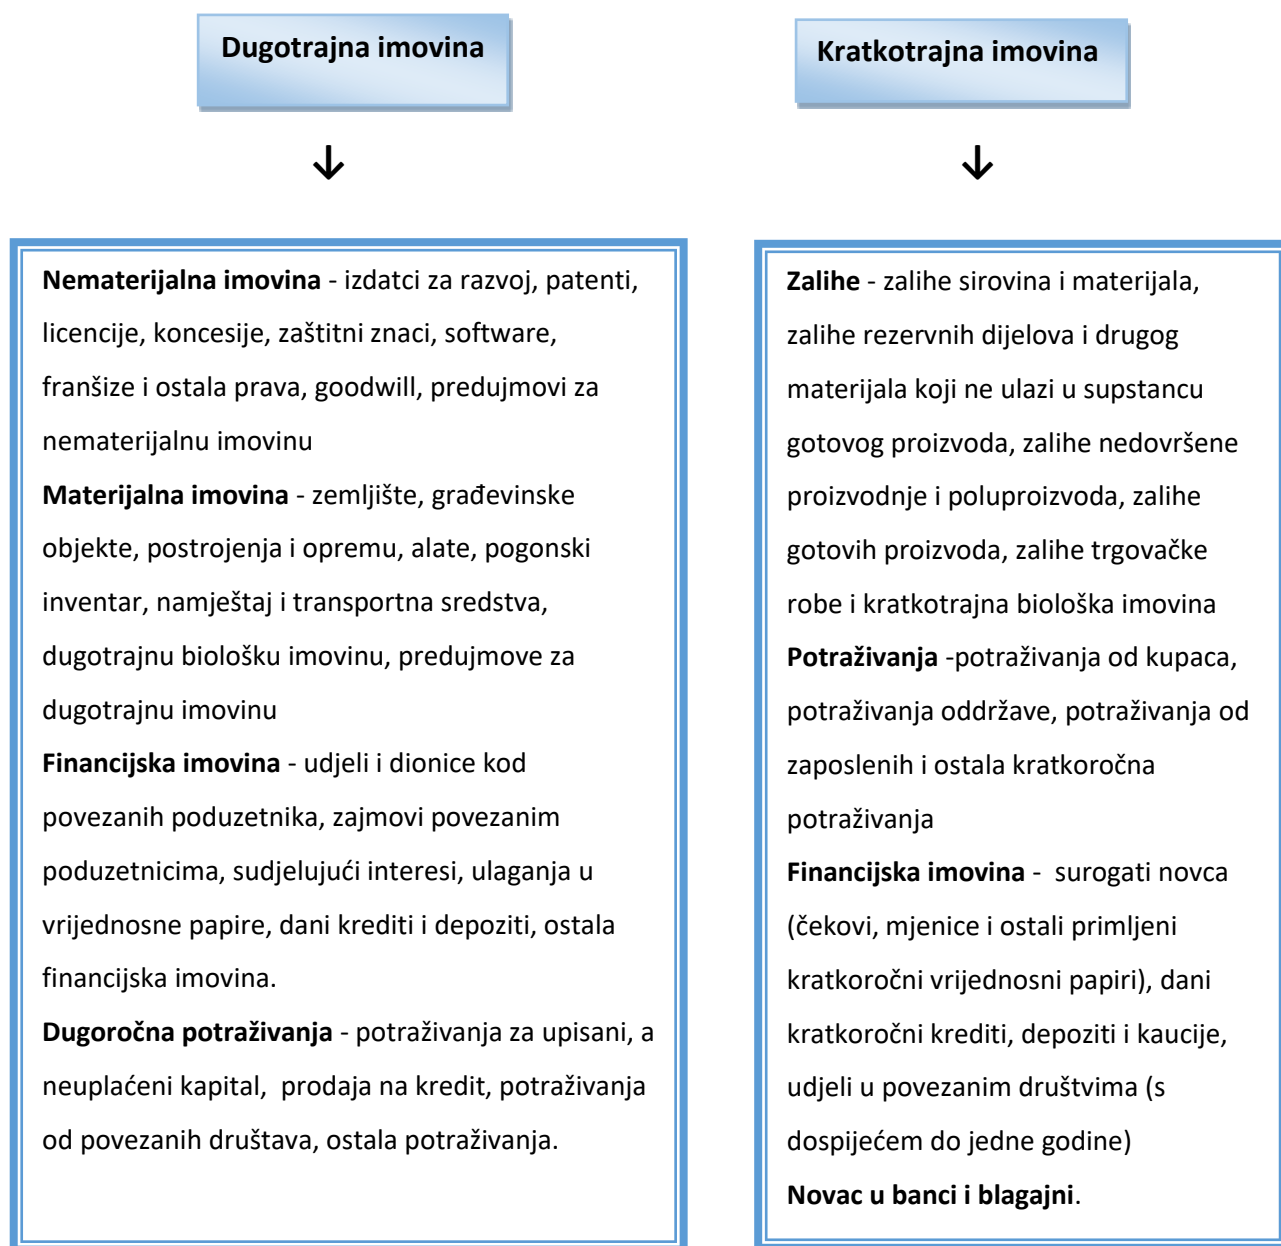 Dugotrajna imovina
Kratkotrajna imovina
Nematerijalna imovina - izdatci za razvoj, patenti,
licencije, koncesije, zaštitni znaci, software,
franšize i ostala prava, goodwill, predujmovi za
nematerijalnu imovinu
Materijalna imovina - zemljište, građevinske
objekte, postrojenja i opremu, alate, pogonski
inventar, namještaj i transportna sredstva,
dugotrajnu biološku imovinu, predujmove za
dugotrajnu imovinu
Financijska imovina - udjeli i dionice kod
povezanih poduzetnika, zajmovi povezanim
poduzetnicima, sudjelujući interesi, ulaganja u
vrijednosne papire, dani krediti i depoziti, ostala
financijska imovina.
Dugoročna potraživanja - potraživanja za upisani, a
neuplaćeni kapital,  prodaja na kredit, potraživanja
od povezanih društava, ostala potraživanja.
Zalihe - zalihe sirovina i materijala,
zalihe rezervnih dijelova i drugog
materijala koji ne ulazi u supstancu
gotovog proizvoda, zalihe nedovršene
proizvodnje i poluproizvoda, zalihe
gotovih proizvoda, zalihe trgovačke
robe i kratkotrajna biološka imovina
Potraživanja -potraživanja od kupaca,
potraživanja oddržave, potraživanja od
zaposlenih i ostala kratkoročna
potraživanja
Financijska imovina -  surogati novca
(čekovi, mjenice i ostali primljeni
kratkoročni vrijednosni papiri), dani
kratkoročni krediti, depoziti i kaucije,
udjeli u povezanim društvima (s
dospijećem do jedne godine)
Novac u banci i blagajni.